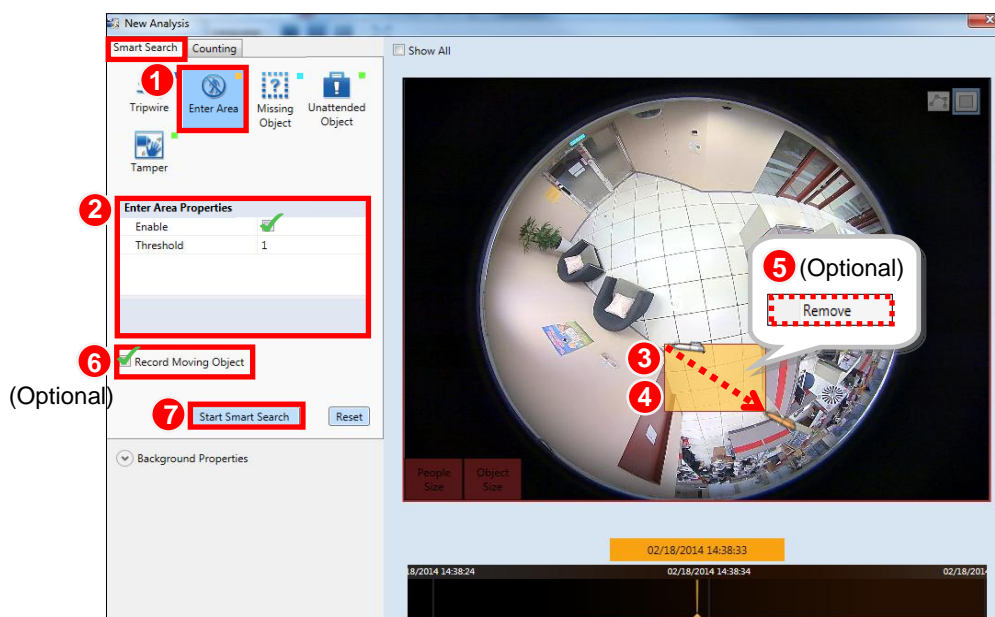 New Analysis
Smart Search
Counting
Show All
1
Tripwire
Enter Area
Missing
Object
Unattended
Object
Tamper
2
Enter Area Properties
Enable
Threshold 1
5 (Optional)
Remove
3
4
6 Record Moving Object
(Optional)
7 Start Smart Search
Reset
Background Properties
People
Size
Object
Size
02/18/2014 14:38:33
18/2014 14:38:24
02/18/2014 14:38:34
02/18/201